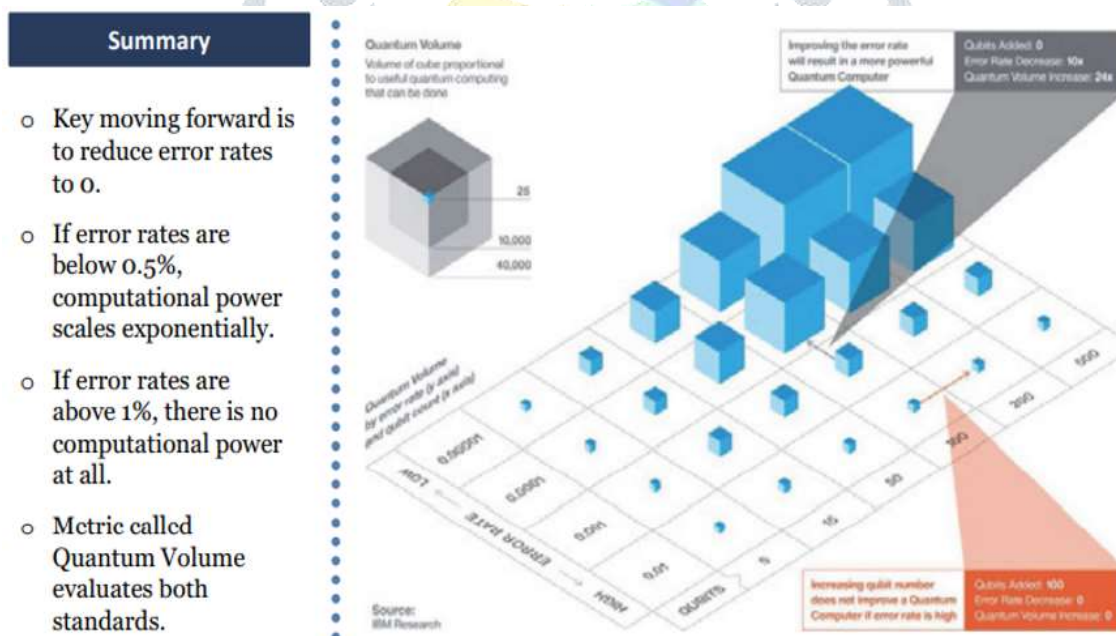 Summary
o Key moving forward is
to reduce error rates
to 0.
o If error rates are
below 0.5%,
computational power
scales exponentially.
o If error rates are
above 1%, there is no
computational power
at all.
o Metric called
Quantum Volume
evaluates both
standards.
Quantum Volume
Volume of cube proportional
to useful quantum computing
that can be done
25
10,000
40,000
Improving the error rate
will result in a more powerful
Quantum Computer
Qubits Added: 0
Error Rate Decrease: 10x
Quantum Volume Increase: 24x
Quantum Volume
by error rate (y axis)
and qubit count (x axis)
0.00001
0.0001
0.001
0.01
LOW
ERROR RATE
HIGH
QUBITS
5
15
50
100
200
500
Increasing qubit number
does not improve a Quantum
Computer if error rate is high
Qubits Added: 100
Error Rate Decrease: 0
Quantum Volume Increase: 0
Source:
IBM Research